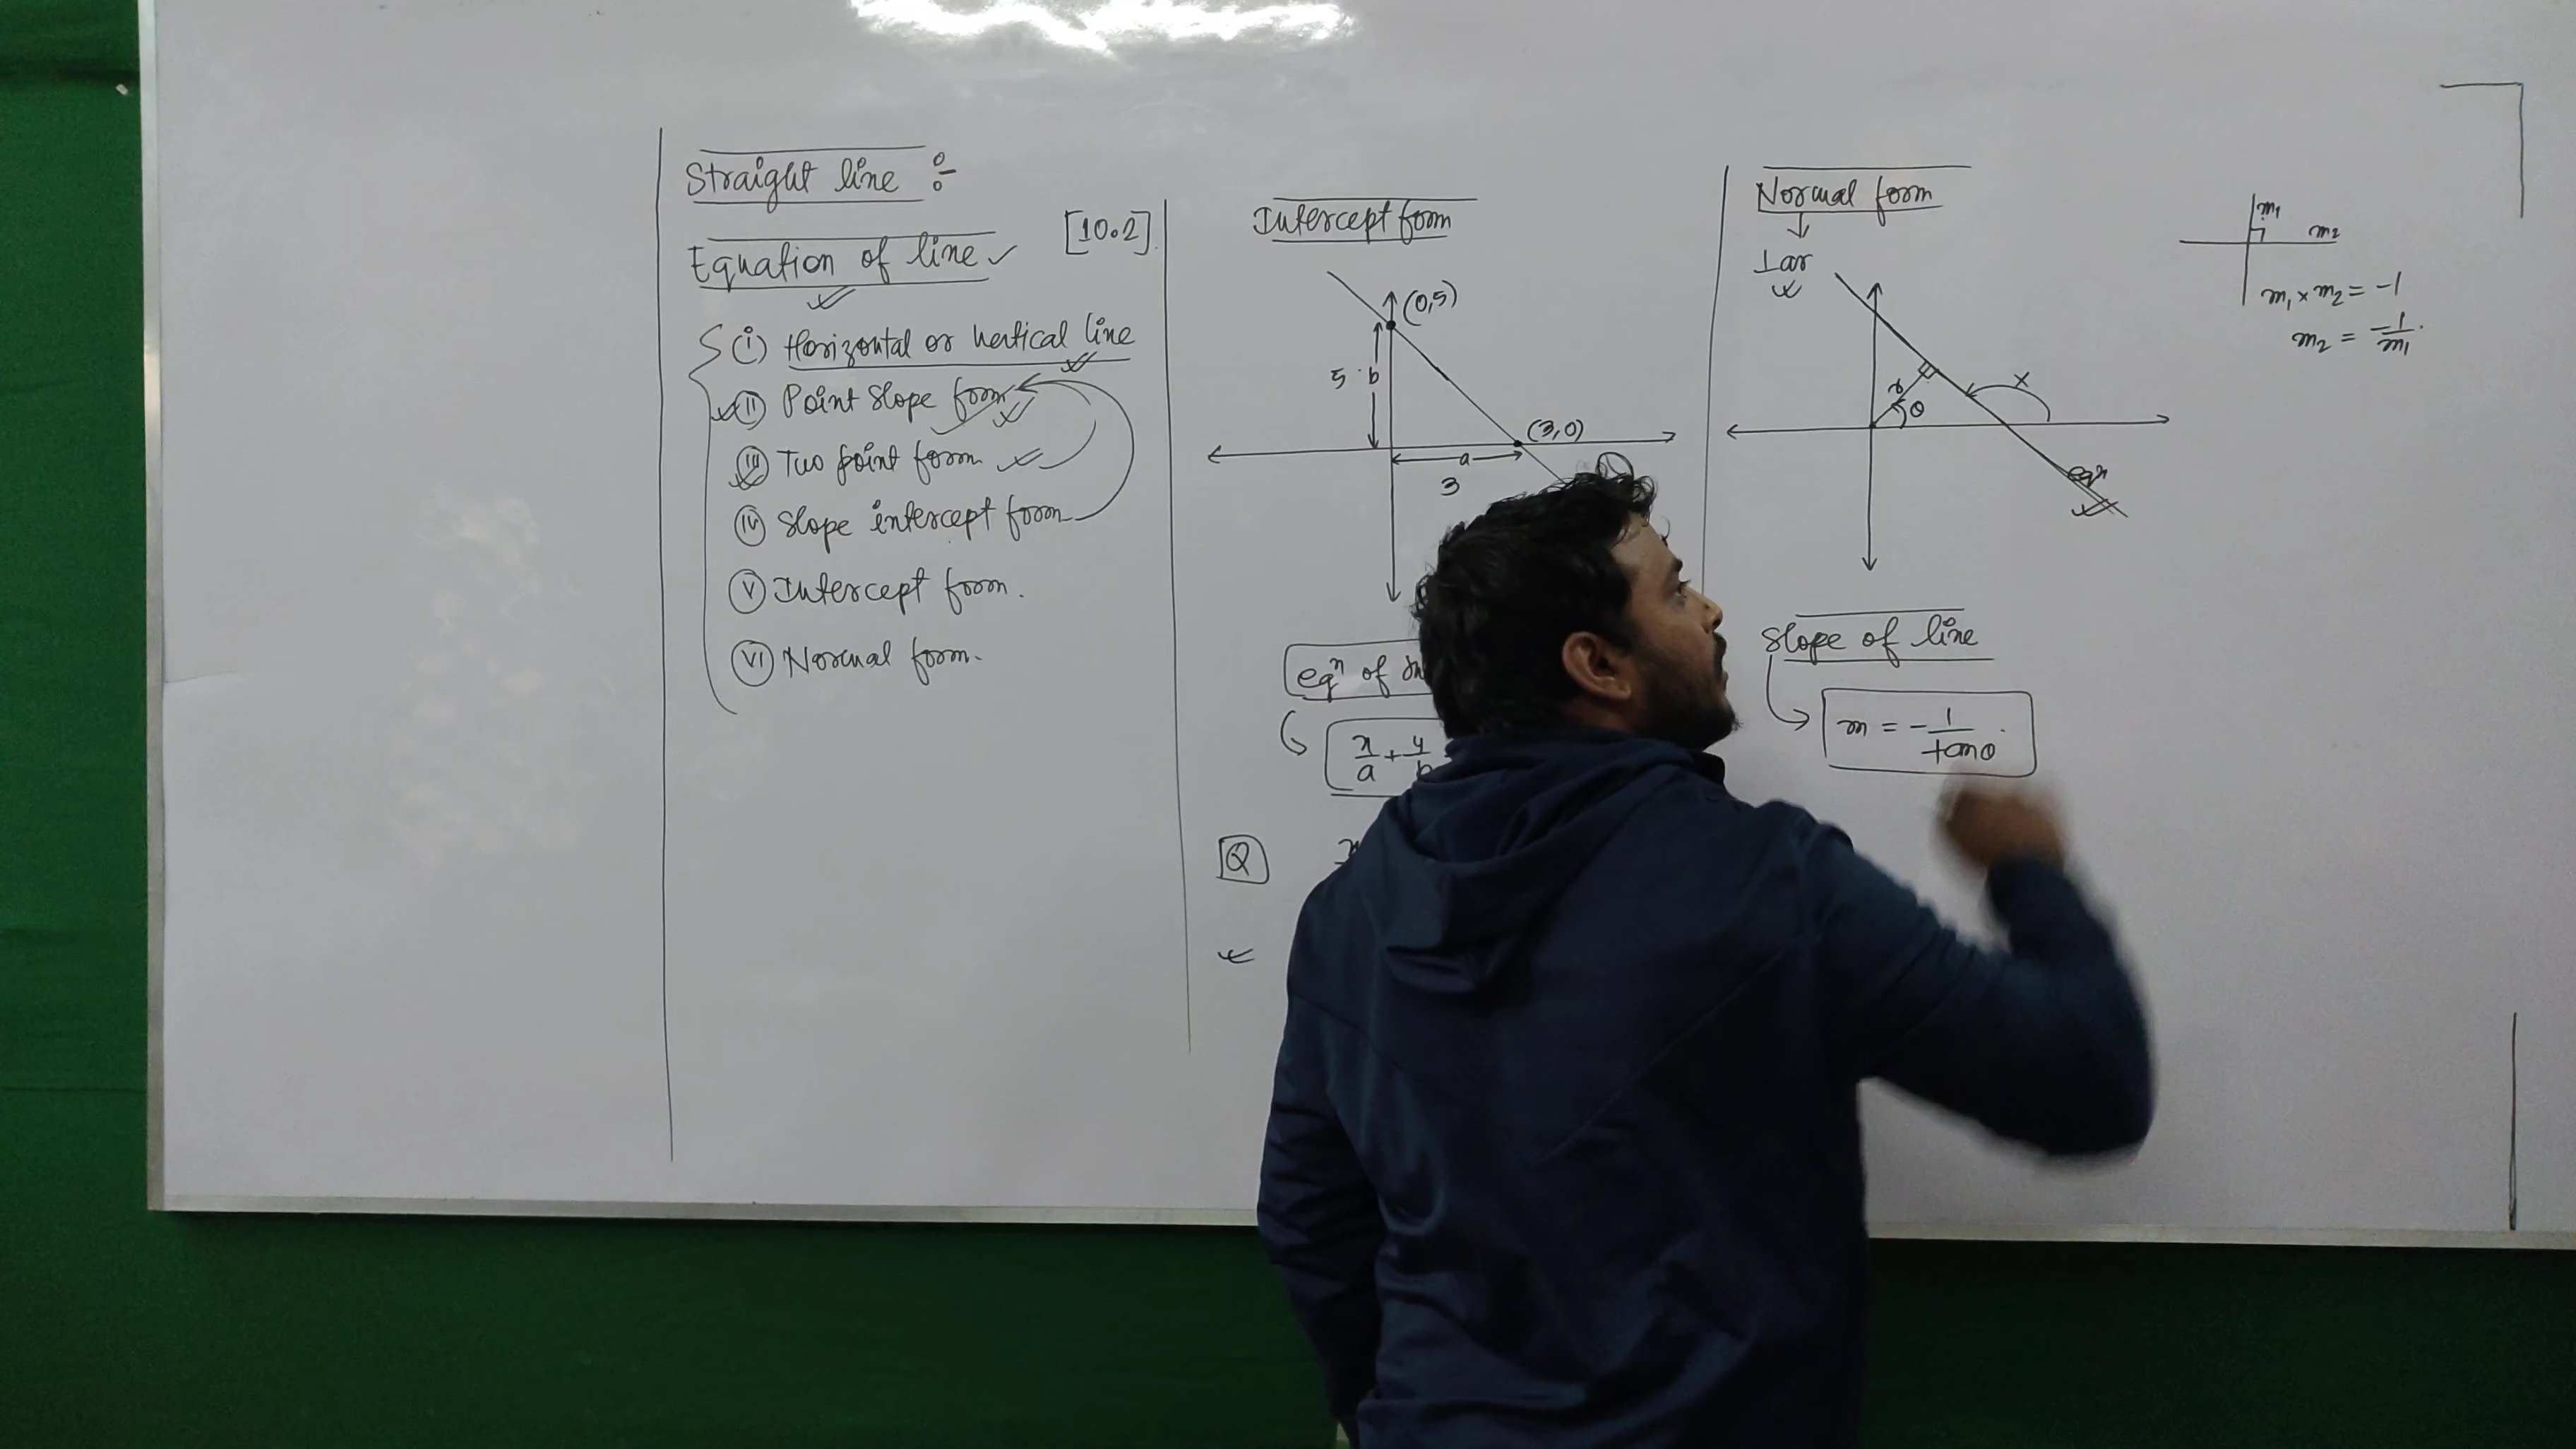 Straight line ÷
Equation of line ✓ [10.2].
(i) Horizontal or vertical line
(ii) Point slope form
(iii) Two point form
(iv) Slope intercept form
(v) Intercept form.
(vi) Normal form.
Intercept form
(0,5)
5 b
(3,0)
a
3
eqⁿ of
x/a + y/b
Q
Normal form
↓
⊥ar
θ
eqⁿ
Slope of line
m = -1/tanθ.
m₁
m₂
m₁ × m₂ = -1
m₂ = -1/m₁.